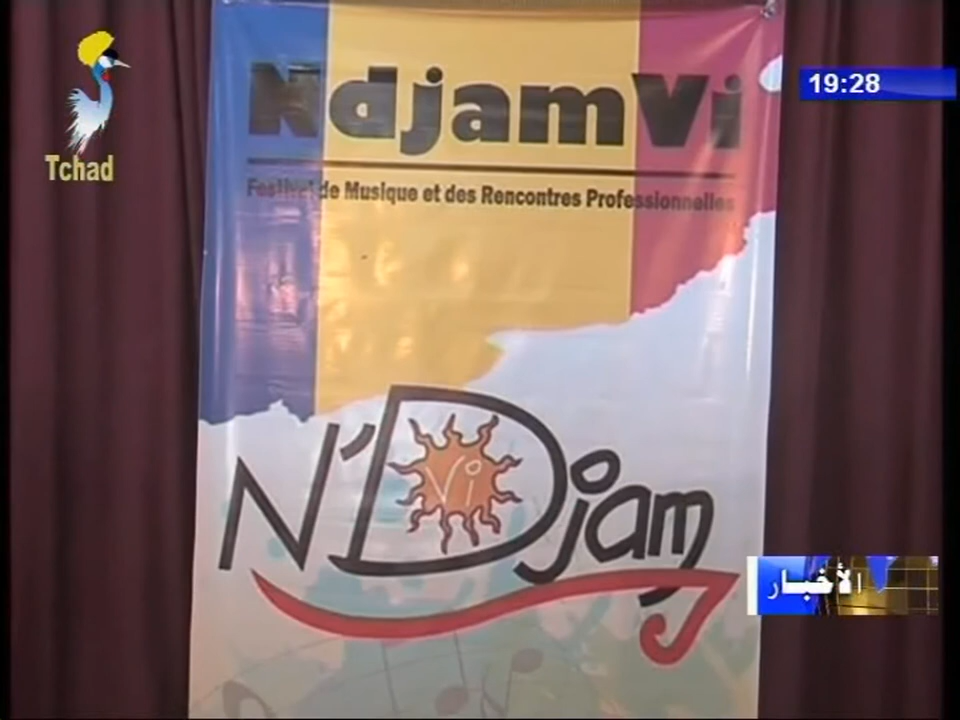 Tchad
19:28
NdjamVi
Festival de Musique et des Rencontres Professionnelles
N'Djam
Vi
الأخبار